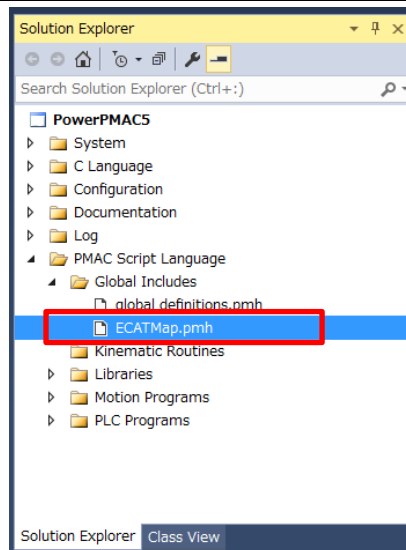 Solution Explorer
Search Solution Explorer (Ctrl+:)
PowerPMAC5
System
C Language
Configuration
Documentation
Log
PMAC Script Language
Global Includes
global definitions.pmh
ECATMap.pmh
Kinematic Routines
Libraries
Motion Programs
PLC Programs
Solution Explorer Class View